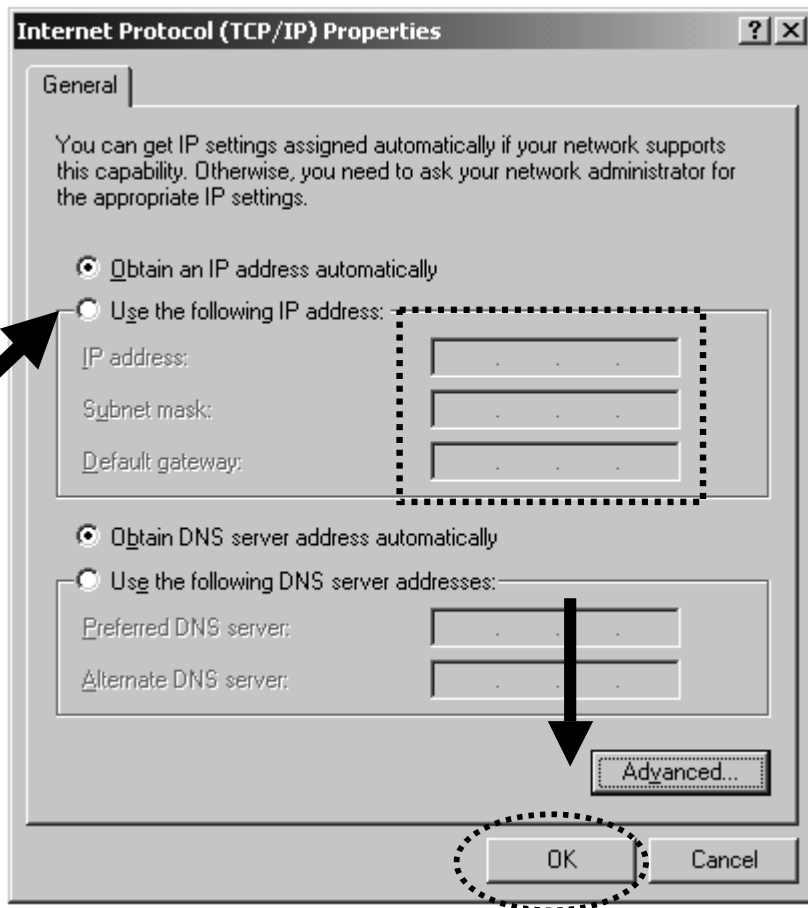 Internet Protocol (TCP/IP) Properties
General
You can get IP settings assigned automatically if your network supports
this capability. Otherwise, you need to ask your network administrator for
the appropriate IP settings.
Obtain an IP address automatically
Use the following IP address:
IP address:
Subnet mask:
Default gateway:
Obtain DNS server address automatically
Use the following DNS server addresses:
Preferred DNS server:
Alternate DNS server:
Advanced...
OK Cancel